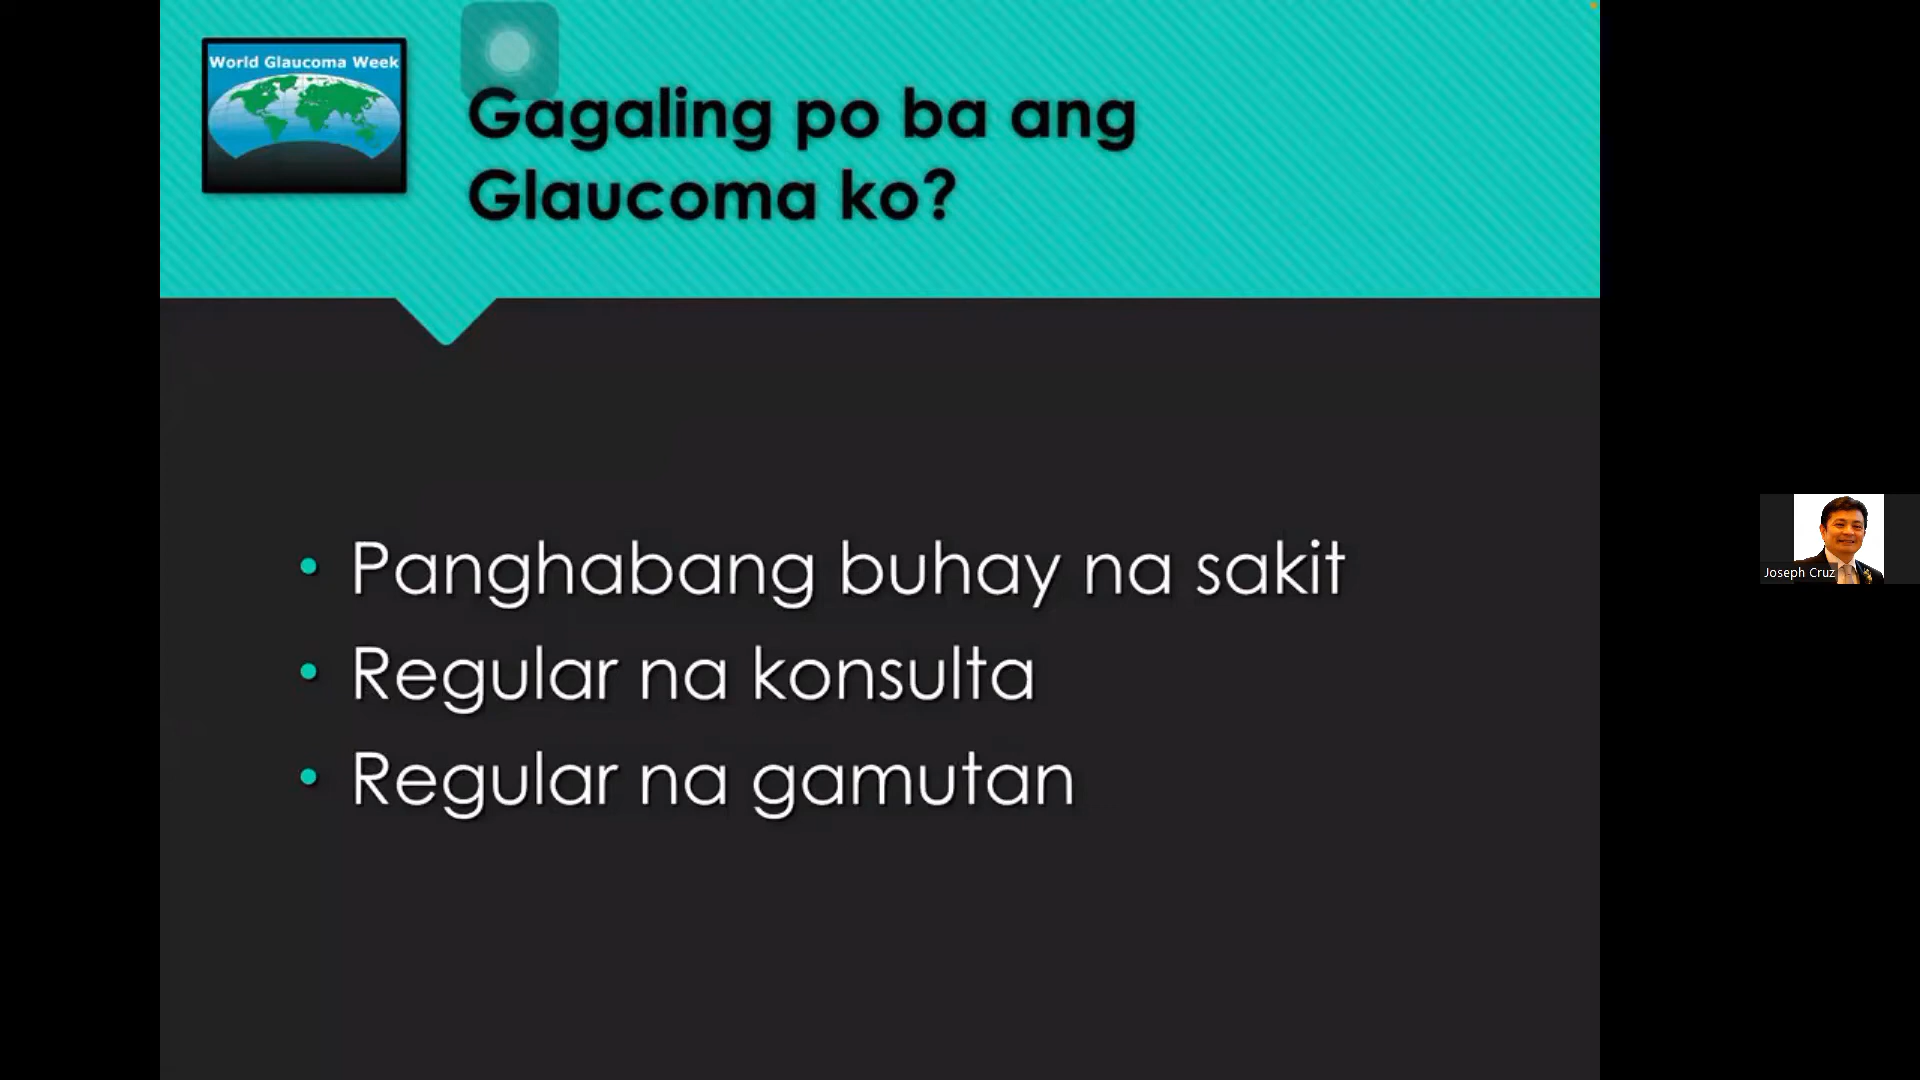 World Glaucoma Week
Gagaling po ba ang
Glaucoma ko?
• Panghabang buhay na sakit
• Regular na konsulta
• Regular na gamutan
Joseph Cruz